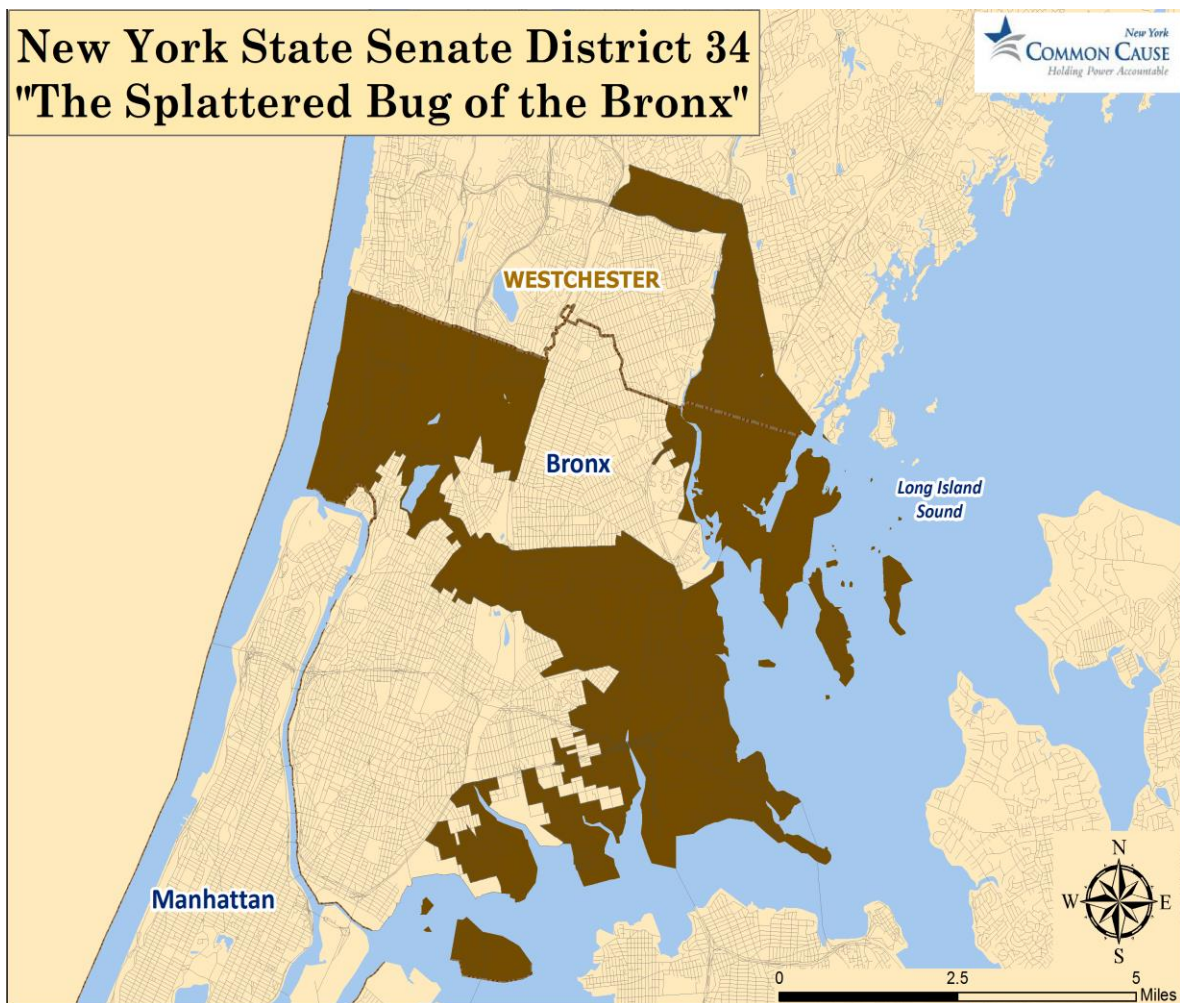 New York State Senate District 34
"The Splattered Bug of the Bronx"
New York
COMMON CAUSE
Holding Power Accountable
WESTCHESTER
Bronx
Long Island
Sound
Manhattan
N
W E
S
0 2.5 5
Miles